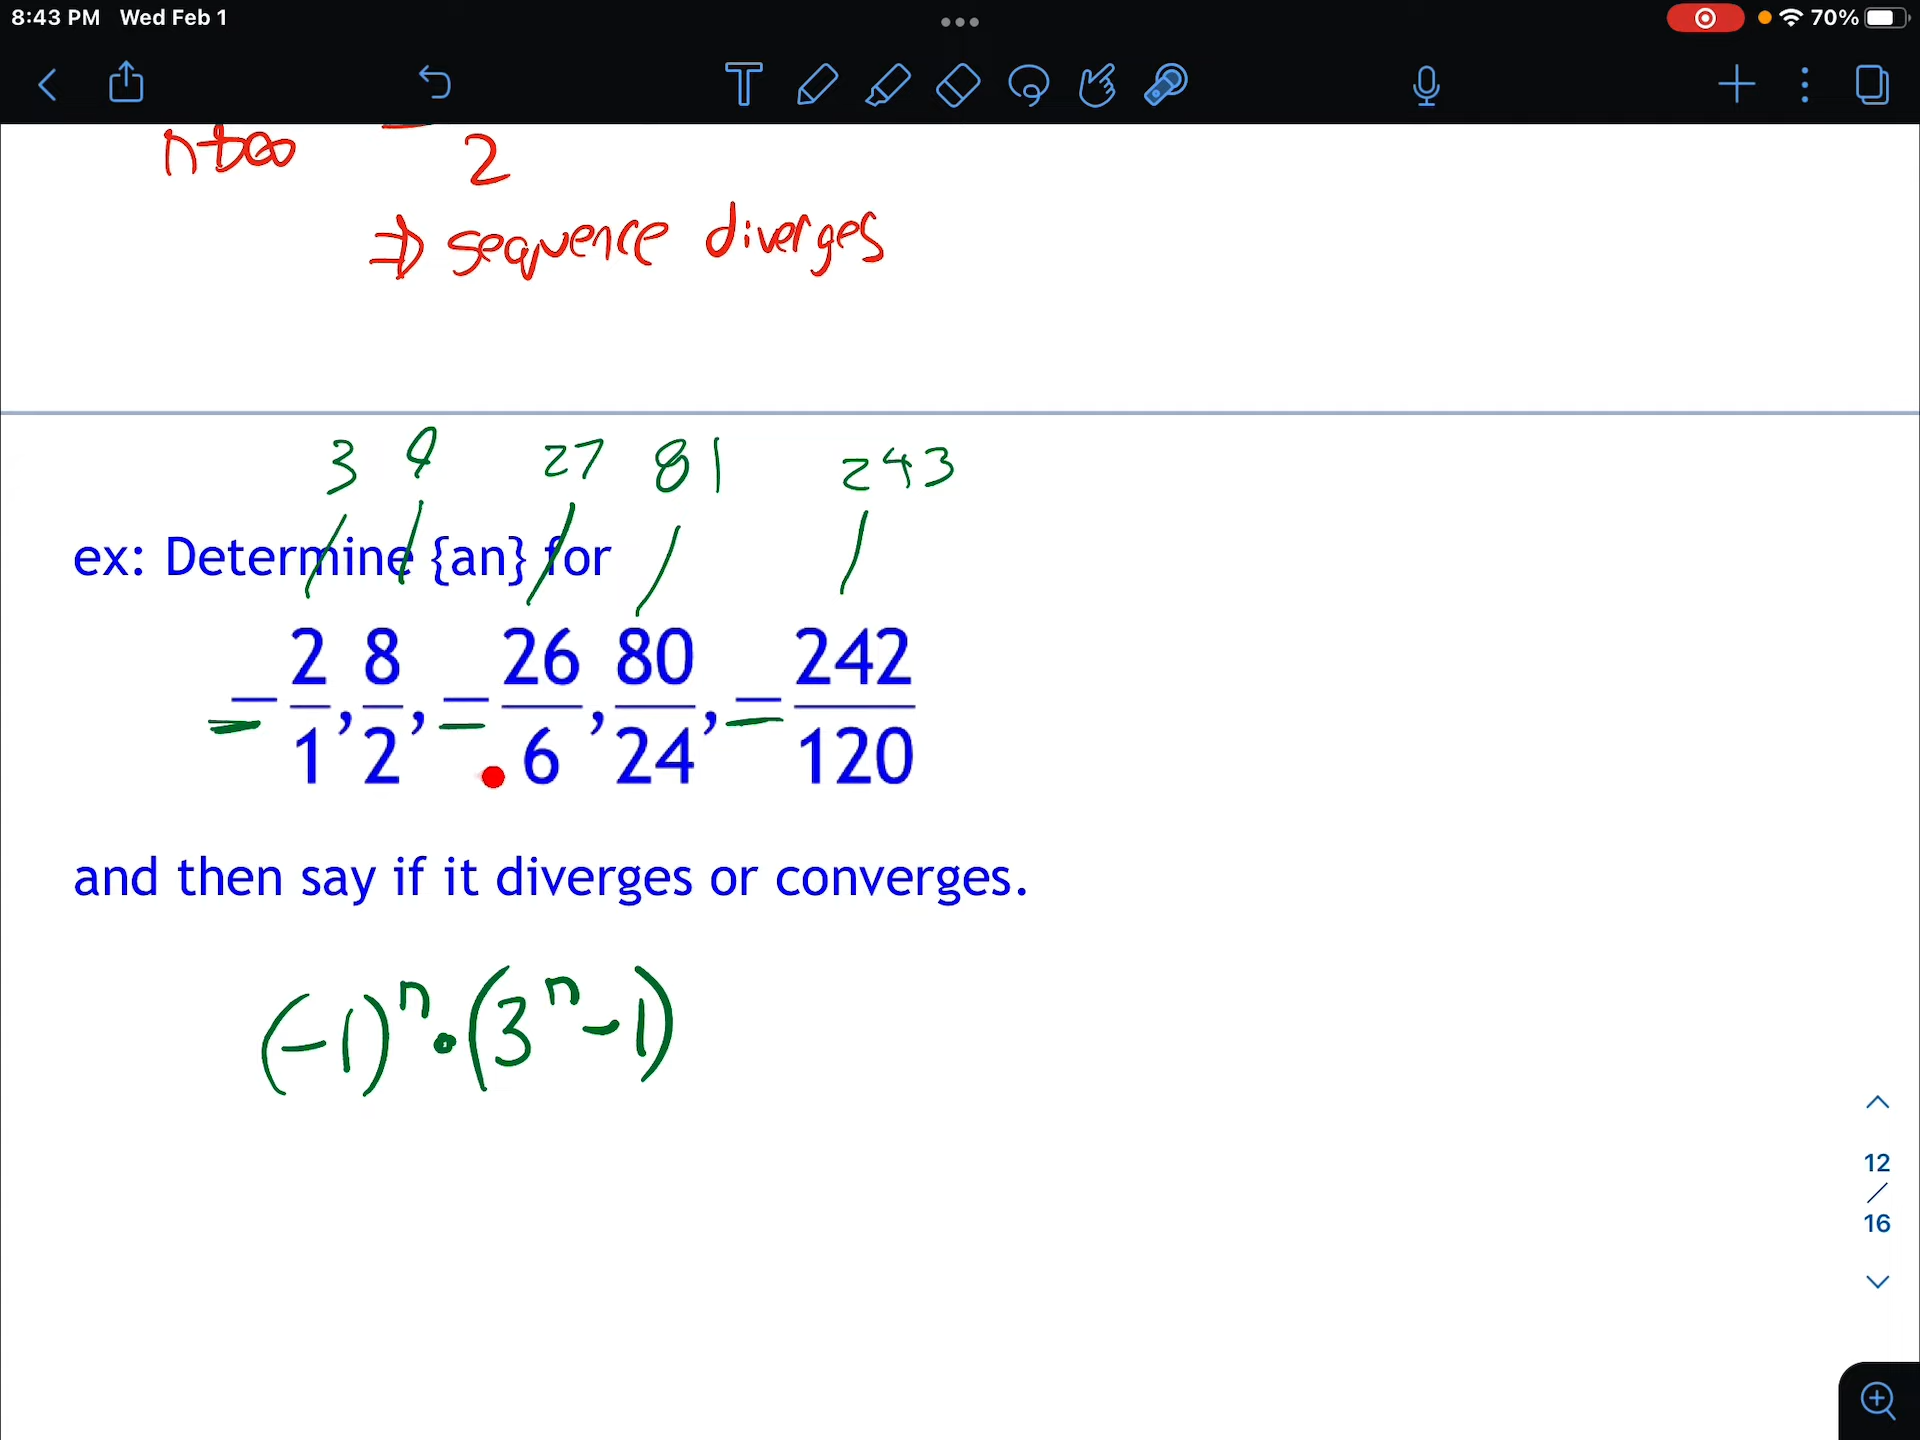 8:43 PM Wed Feb 1
70%
T
n→∞ 2
⇒ sequence diverges
3 9 27 81 243
ex: Determine {an} for
− 2/1, 8/2, − 26/6, 80/24, − 242/120
and then say if it diverges or converges.
(-1)^n · (3^n - 1)
12
/
16